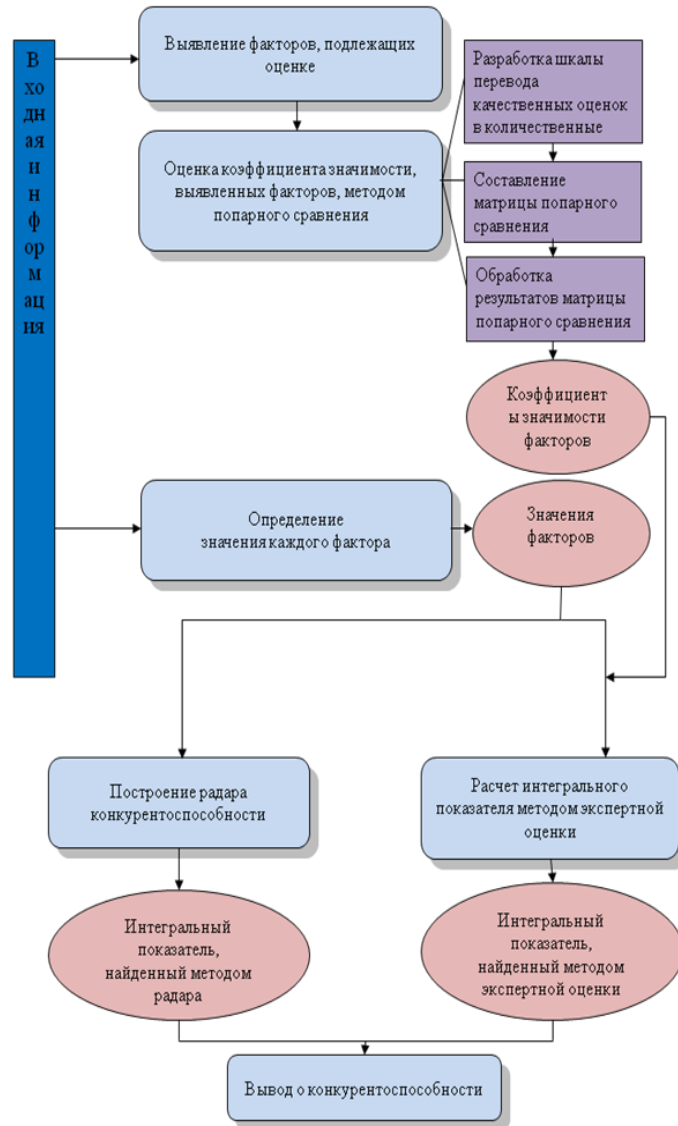 В
хо
дн
ая и
н
ф
ор
м
ац
ия
Выявление факторов, подлежащих
оценке
Оценка коэффициента значимости,
выявленных факторов, методом
попарного сравнения
Разработка шкалы
перевода
качественных оценок
в количественные
Составление
матрицы попарного
сравнения
Обработка
результатов матрицы
попарного сравнения
Коэффициент
ы значимости
факторов
Определение
значения каждого фактора
Значения
факторов
Построение радара
конкурентоспособности
Расчет интегрального
показателя методом экспертной
оценки
Интегральный
показатель,
найденный методом
радара
Интегральный
показатель,
найденный методом
экспертной оценки
Вывод о конкурентоспособности